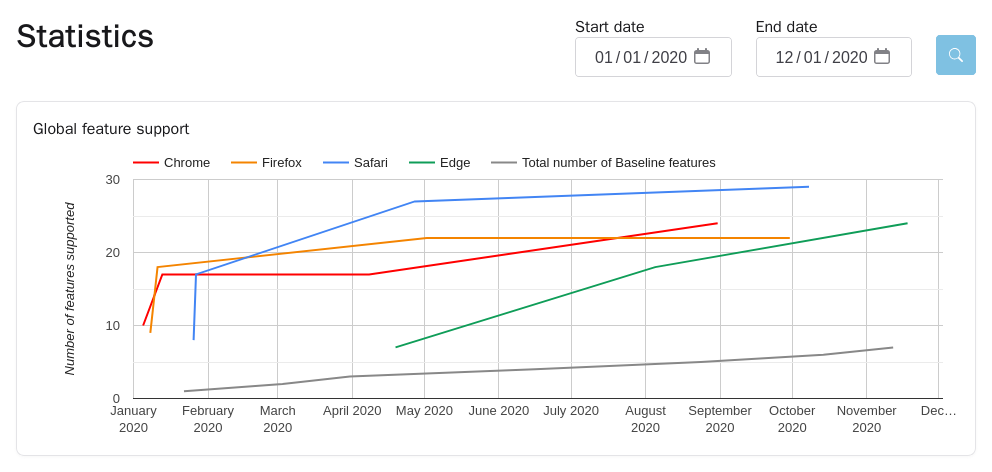 Statistics
Start date
01/01/2020
End date
12/01/2020
Global feature support
Chrome Firefox Safari Edge Total number of Baseline features
Number of features supported
30
20
10
0
January 2020
February 2020
March 2020
April 2020
May 2020
June 2020
July 2020
August 2020
September 2020
October 2020
November 2020
Dec…